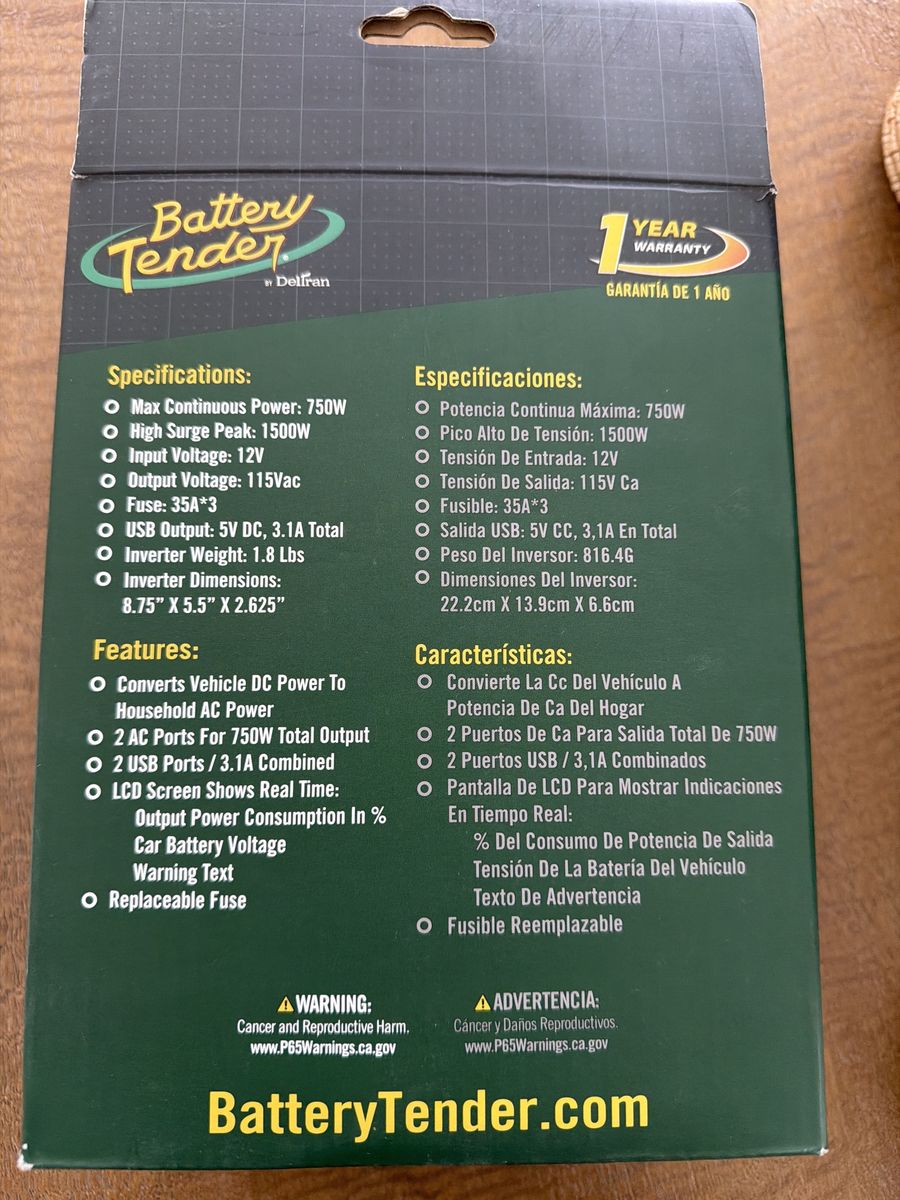 Battery
Tender®
BY Deltran
1 YEAR
WARRANTY
GARANTÍA DE 1 AÑO
Specifications:
Max Continuous Power: 750W
High Surge Peak: 1500W
Input Voltage: 12V
Output Voltage: 115Vac
Fuse: 35A*3
USB Output: 5V DC, 3.1A Total
Inverter Weight: 1.8 Lbs
Inverter Dimensions:
8.75” X 5.5” X 2.625”
Features:
Converts Vehicle DC Power To
Household AC Power
2 AC Ports For 750W Total Output
2 USB Ports / 3.1A Combined
LCD Screen Shows Real Time:
Output Power Consumption In %
Car Battery Voltage
Warning Text
Replaceable Fuse
Especificaciones:
Potencia Continua Máxima: 750W
Pico Alto De Tensión: 1500W
Tensión De Entrada: 12V
Tensión De Salida: 115V Ca
Fusible: 35A*3
Salida USB: 5V CC, 3,1A En Total
Peso Del Inversor: 816.4G
Dimensiones Del Inversor:
22.2cm X 13.9cm X 6.6cm
Características:
Convierte La Cc Del Vehículo A
Potencia De Ca Del Hogar
2 Puertos De Ca Para Salida Total De 750W
2 Puertos USB / 3,1A Combinados
Pantalla De LCD Para Mostrar Indicaciones
En Tiempo Real:
% Del Consumo De Potencia De Salida
Tensión De La Batería Del Vehículo
Texto De Advertencia
Fusible Reemplazable
WARNING:
Cancer and Reproductive Harm.
www.P65Warnings.ca.gov
ADVERTENCIA:
Cáncer y Daños Reproductivos.
www.P65Warnings.ca.gov
BatteryTender.com